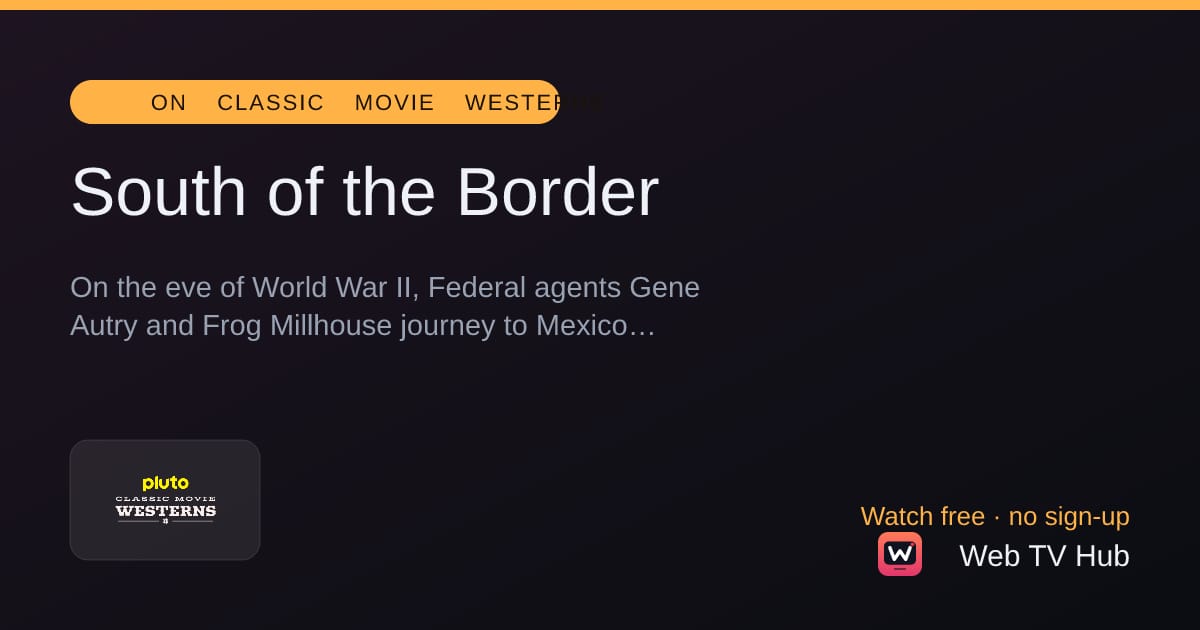 ON CLASSIC MOVIE WESTERNS
South of the Border
On the eve of World War II, Federal agents Gene
Autry and Frog Millhouse journey to Mexico…
pluto
CLASSIC MOVIE
WESTERNS
Watch free · no sign-up
W
Web TV Hub